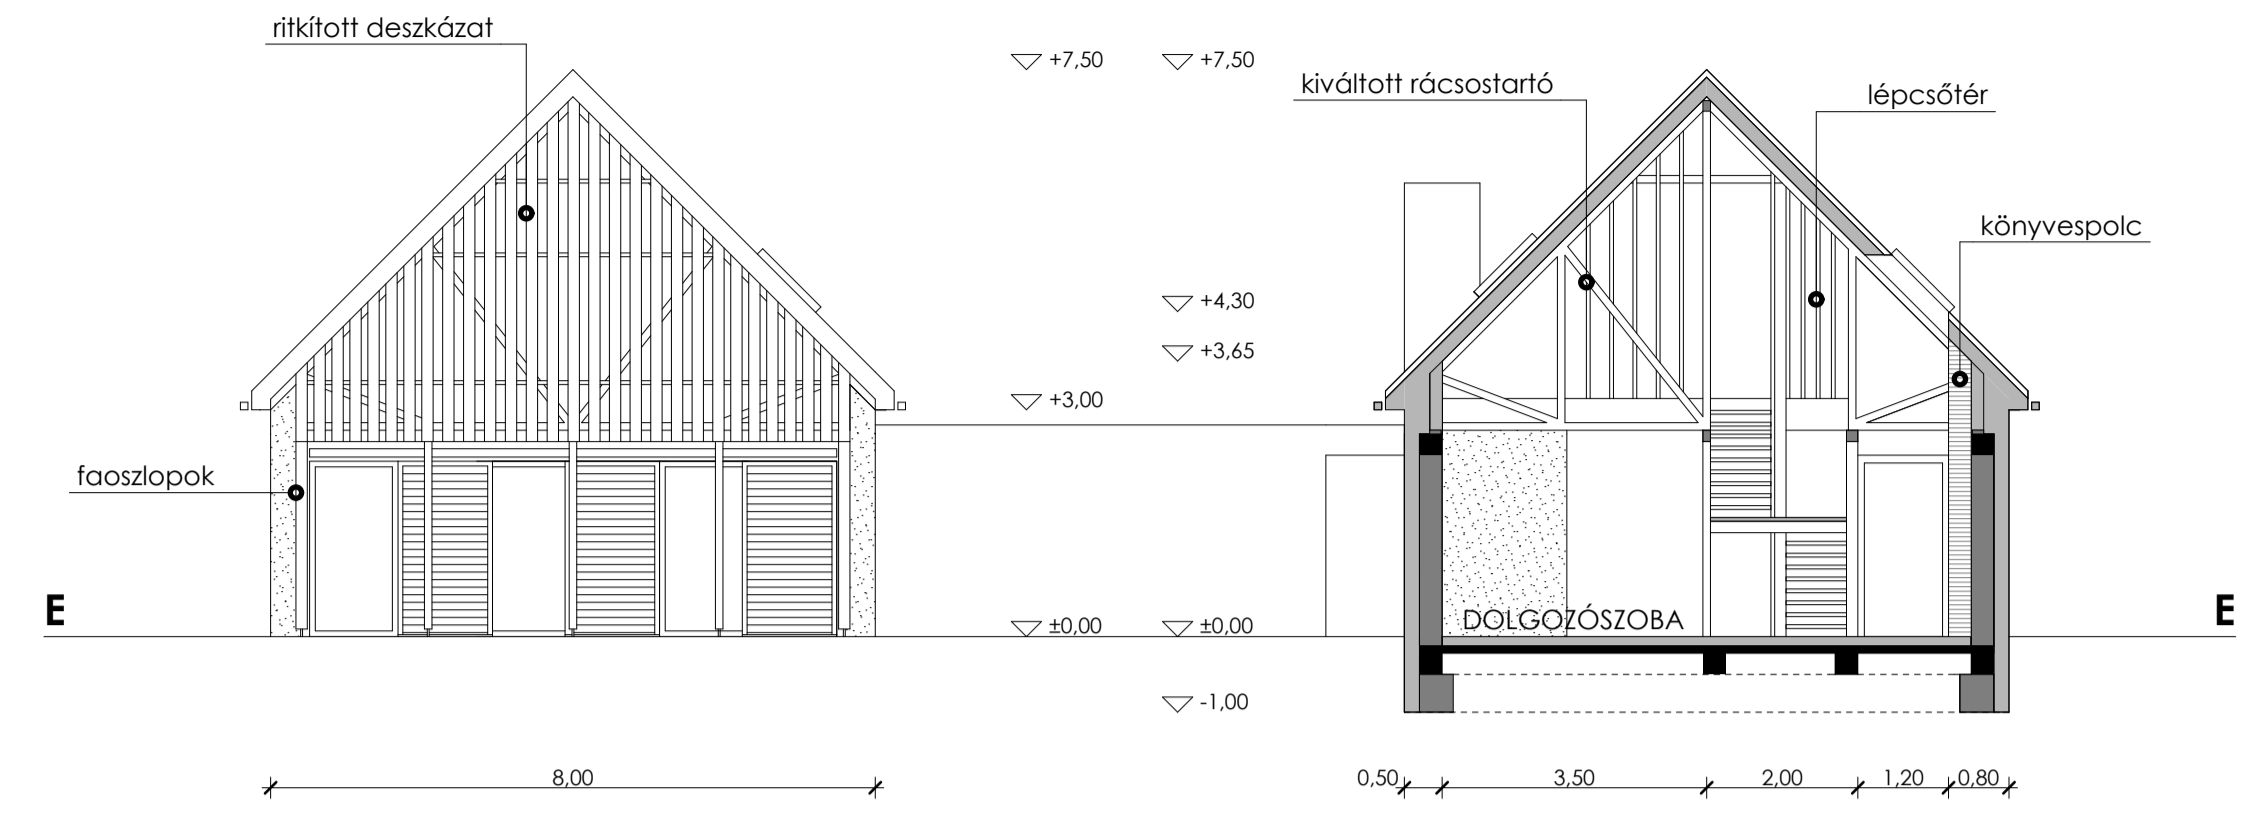 ritkított deszkázat
+7,50
+7,50
kiváltott rácsostartó
lépcsőtér
könyvespolc
+4,30
+3,65
+3,00
faoszlopok
E
±0,00
±0,00
DOLGOZÓSZOBA
E
-1,00
8,00
0,50
3,50
2,00
1,20
0,80